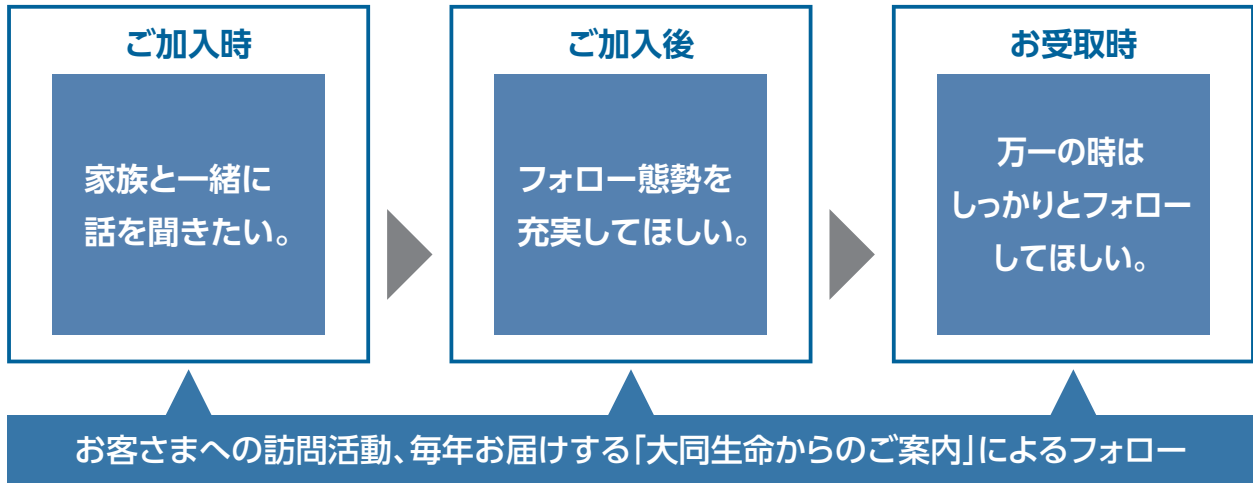 ご加入時
家族と一緒に
話を聞きたい。
ご加入後
フォロー態勢を
充実してほしい。
お受取時
万一の時は
しっかりとフォロー
してほしい。
お客さまへの訪問活動、毎年お届けする「大同生命からのご案内」によるフォロー